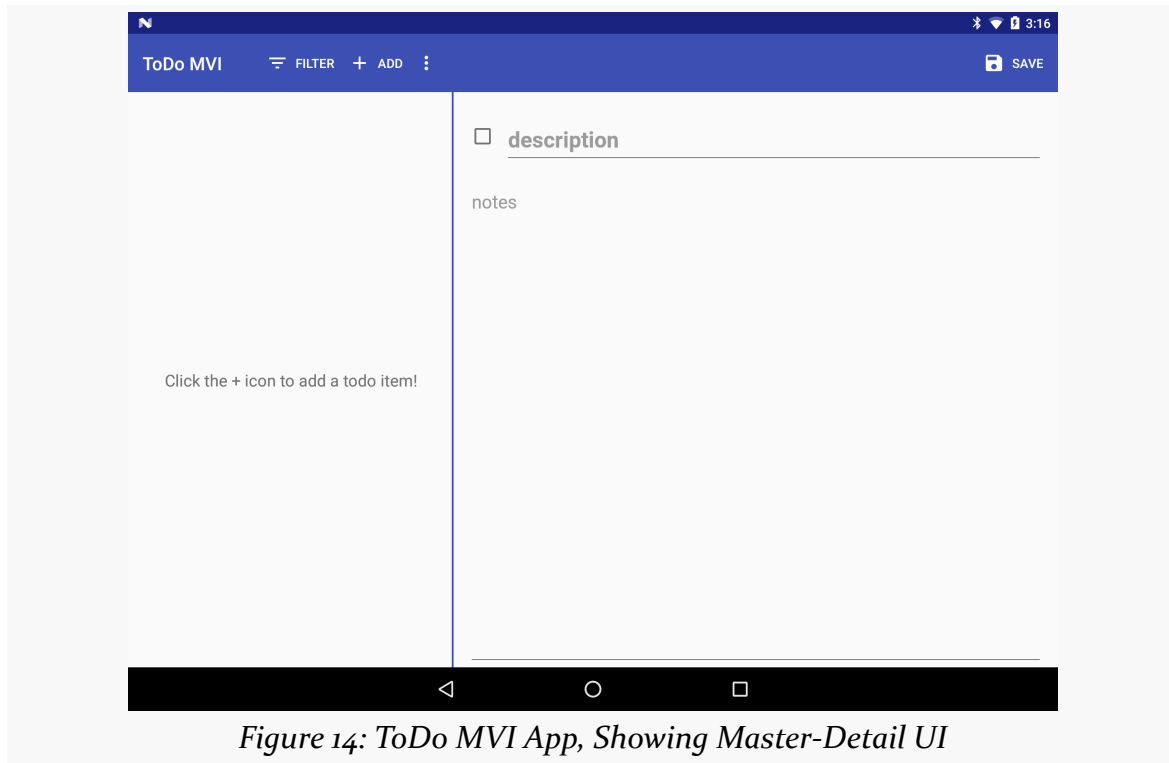 3:16
ToDo MVI FILTER ADD SAVE
description
notes
Click the + icon to add a todo item!
Figure 14: ToDo MVI App, Showing Master-Detail UI